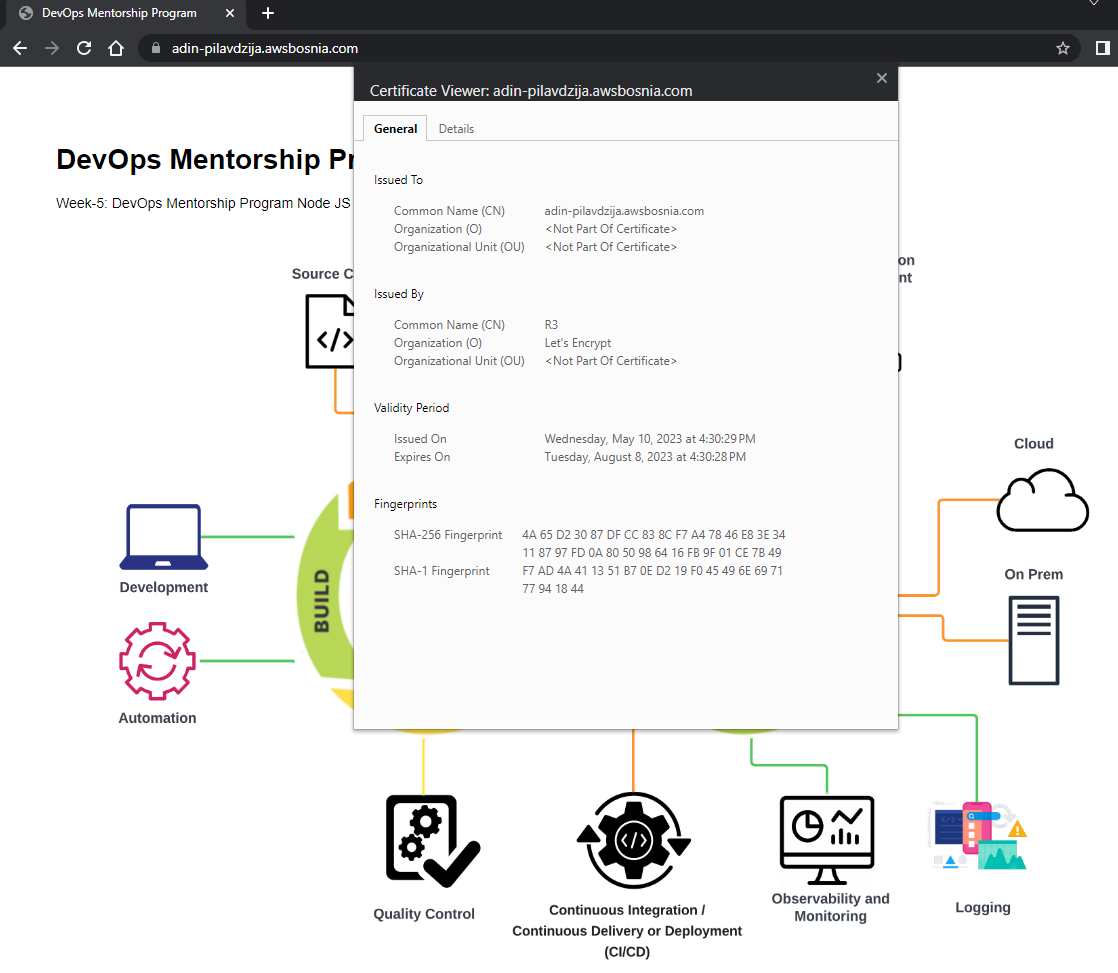 DevOps Mentorship Program
adin-pilavdzija.awsbosnia.com
Certificate Viewer: adin-pilavdzija.awsbosnia.com
General Details
Issued To
Common Name (CN) adin-pilavdzija.awsbosnia.com
Organization (O) <Not Part Of Certificate>
Organizational Unit (OU) <Not Part Of Certificate>
Issued By
Common Name (CN) R3
Organization (O) Let's Encrypt
Organizational Unit (OU) <Not Part Of Certificate>
Validity Period
Issued On Wednesday, May 10, 2023 at 4:30:29 PM
Expires On Tuesday, August 8, 2023 at 4:30:28 PM
Fingerprints
SHA-256 Fingerprint 4A 65 D2 30 87 DF CC 83 8C F7 A4 78 46 E8 3E 34
11 87 97 FD 0A 80 50 98 64 16 FB 9F 01 CE 7B 49
SHA-1 Fingerprint F7 AD 4A 41 13 51 B7 0E D2 19 F0 45 49 6E 69 71
77 94 18 44
DevOps Mentorship Pr
Week-5: DevOps Mentorship Program Node JS
Source C
on
nt
Cloud
On Prem
Development
BUILD
Automation
Quality Control
Continuous Integration /
Continuous Delivery or Deployment
(CI/CD)
Observability and
Monitoring
Logging